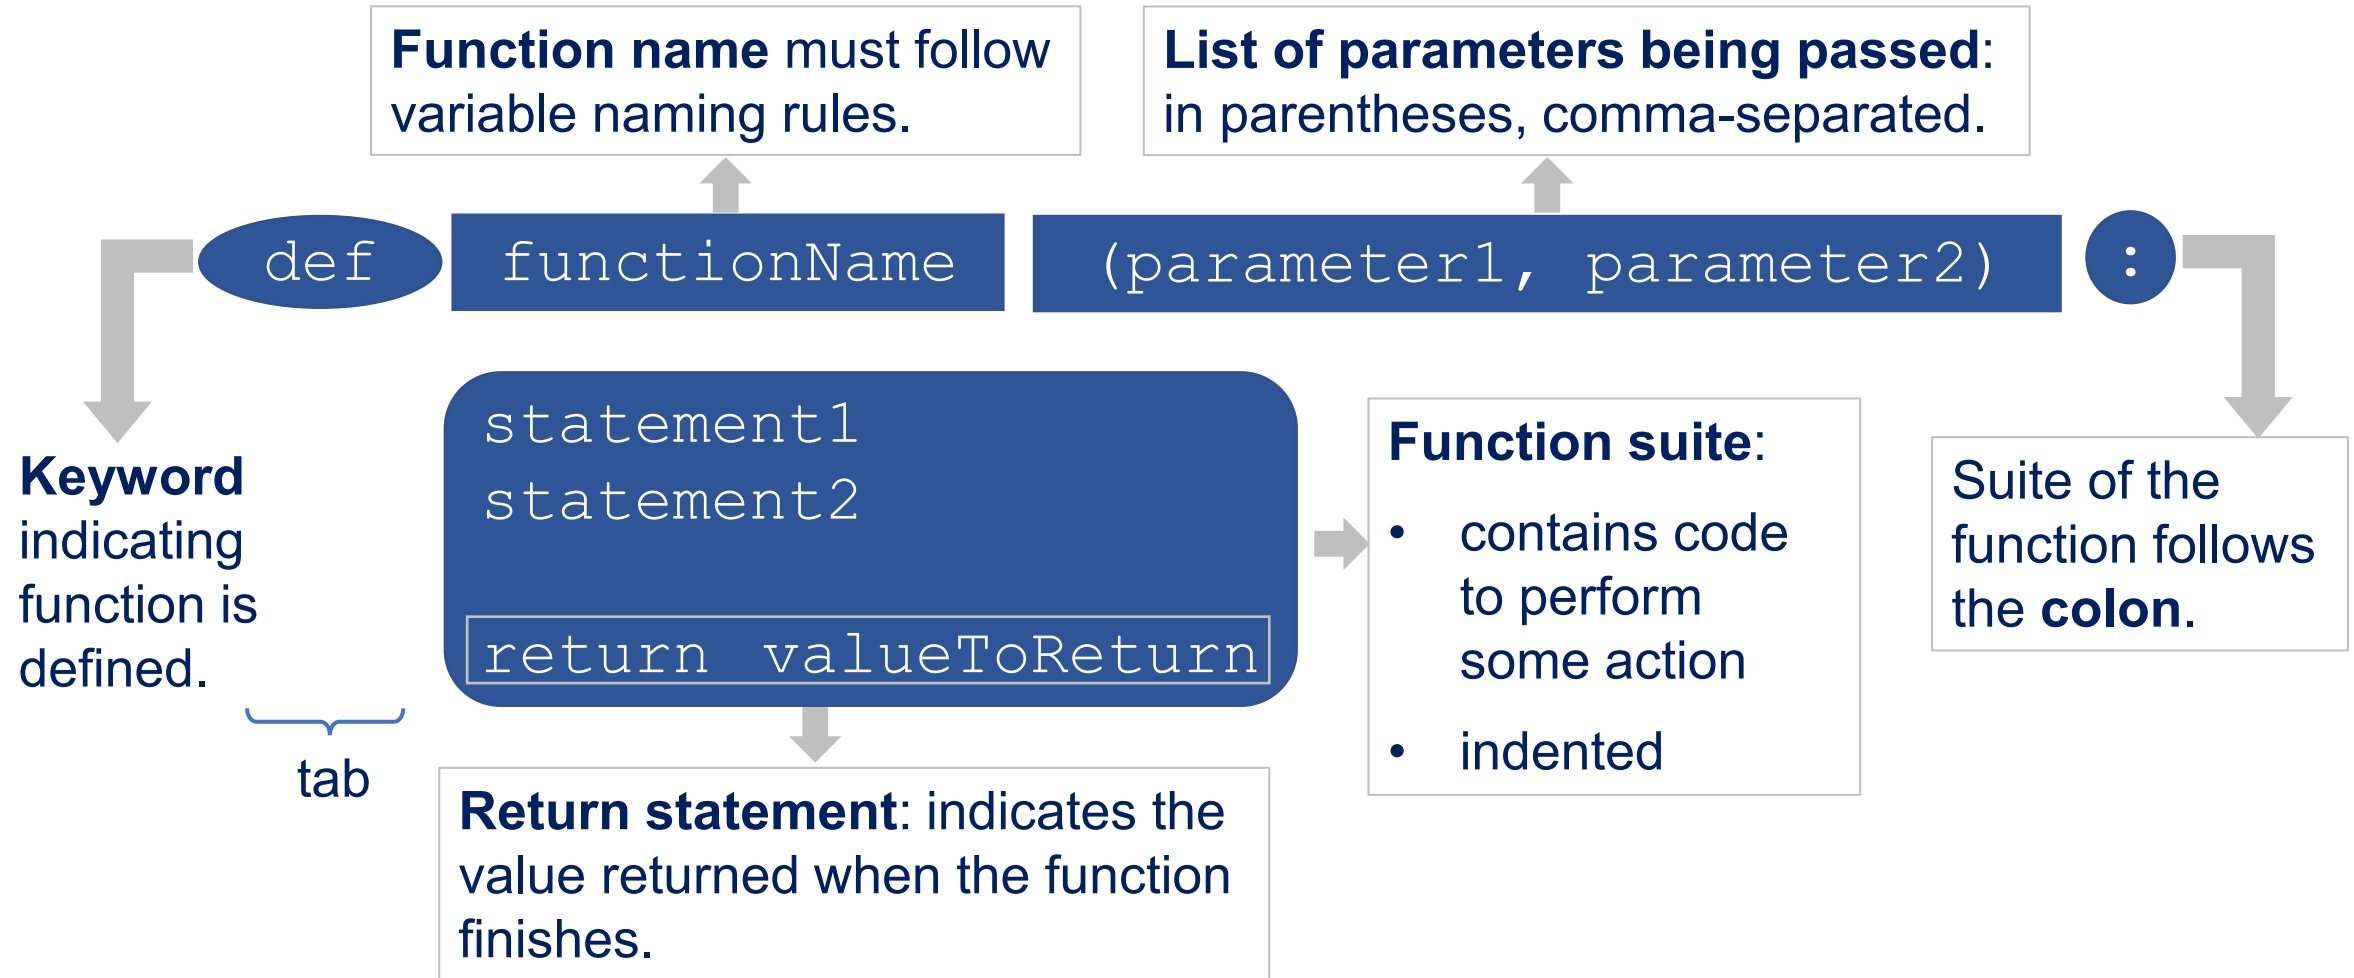 Function name must follow
variable naming rules.
List of parameters being passed:
in parentheses, comma-separated.
def functionName (parameter1, parameter2) :
Keyword
indicating
function is
defined.
tab
statement1
statement2
return valueToReturn
Function suite:
• contains code
to perform
some action
• indented
Suite of the
function follows
the colon.
Return statement: indicates the
value returned when the function
finishes.